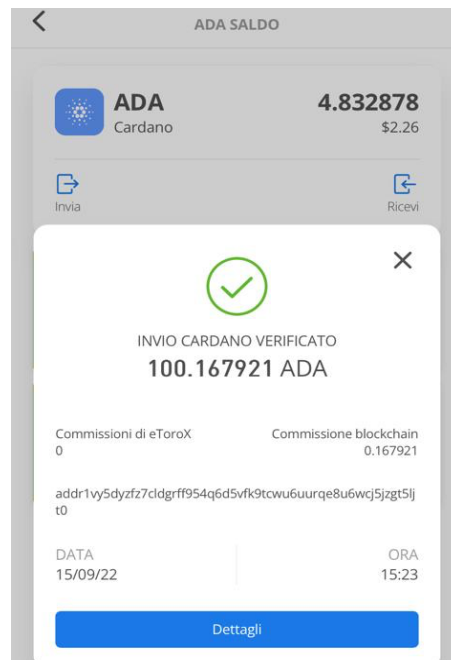 ADA SALDO
ADA 4.832878
Cardano $2.26
Invia Ricevi
INVIO CARDANO VERIFICATO
100.167921 ADA
Commissioni di eToroX Commissione blockchain
0 0.167921
addr1vy5dyzfz7cldgrff954q6d5vfk9tcwu6uurqe8u6wcj5jzgt5lj
t0
DATA ORA
15/09/22 15:23
Dettagli